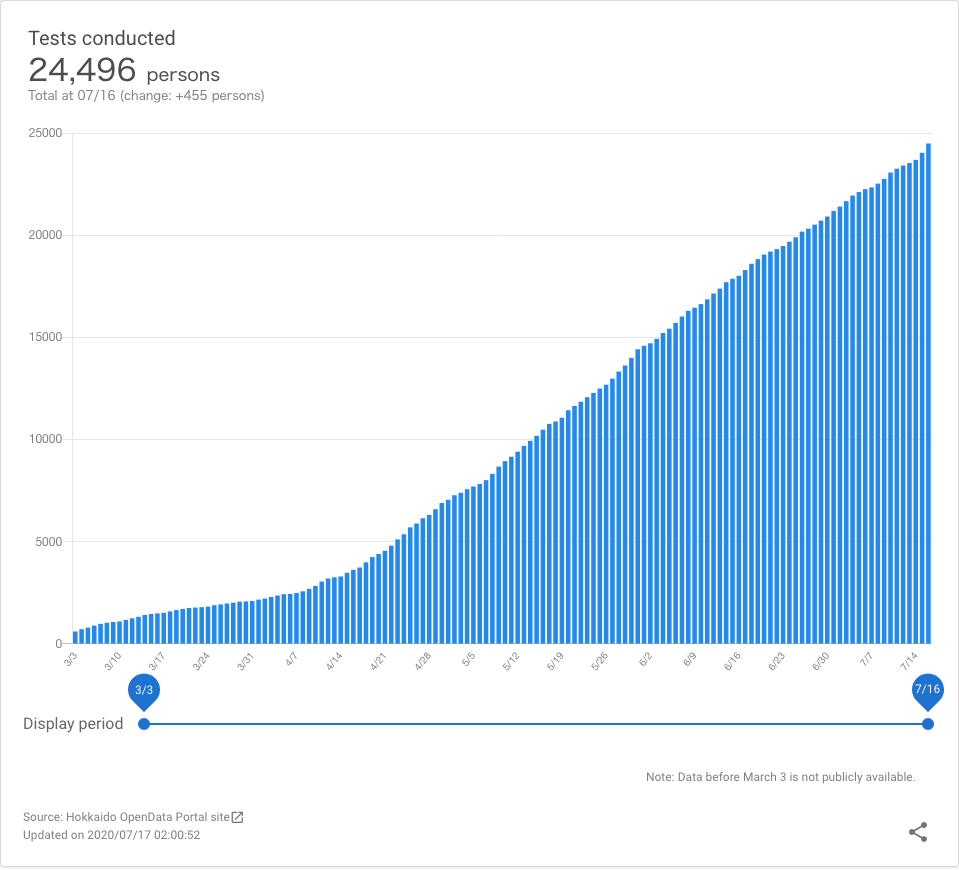 Tests conducted
24,496 persons
Total at 07/16 (change: +455 persons)
25000
20000
15000
10000
5000
0
3/3 3/10 3/17 3/24 3/31 4/7 4/14 4/21 4/28 5/5 5/12 5/19 5/26 6/2 6/9 6/16 6/23 6/30 7/7 7/14
3/3 7/16
Display period
Note: Data before March 3 is not publicly available.
Source: Hokkaido OpenData Portal site
Updated on 2020/07/17 02:00:52